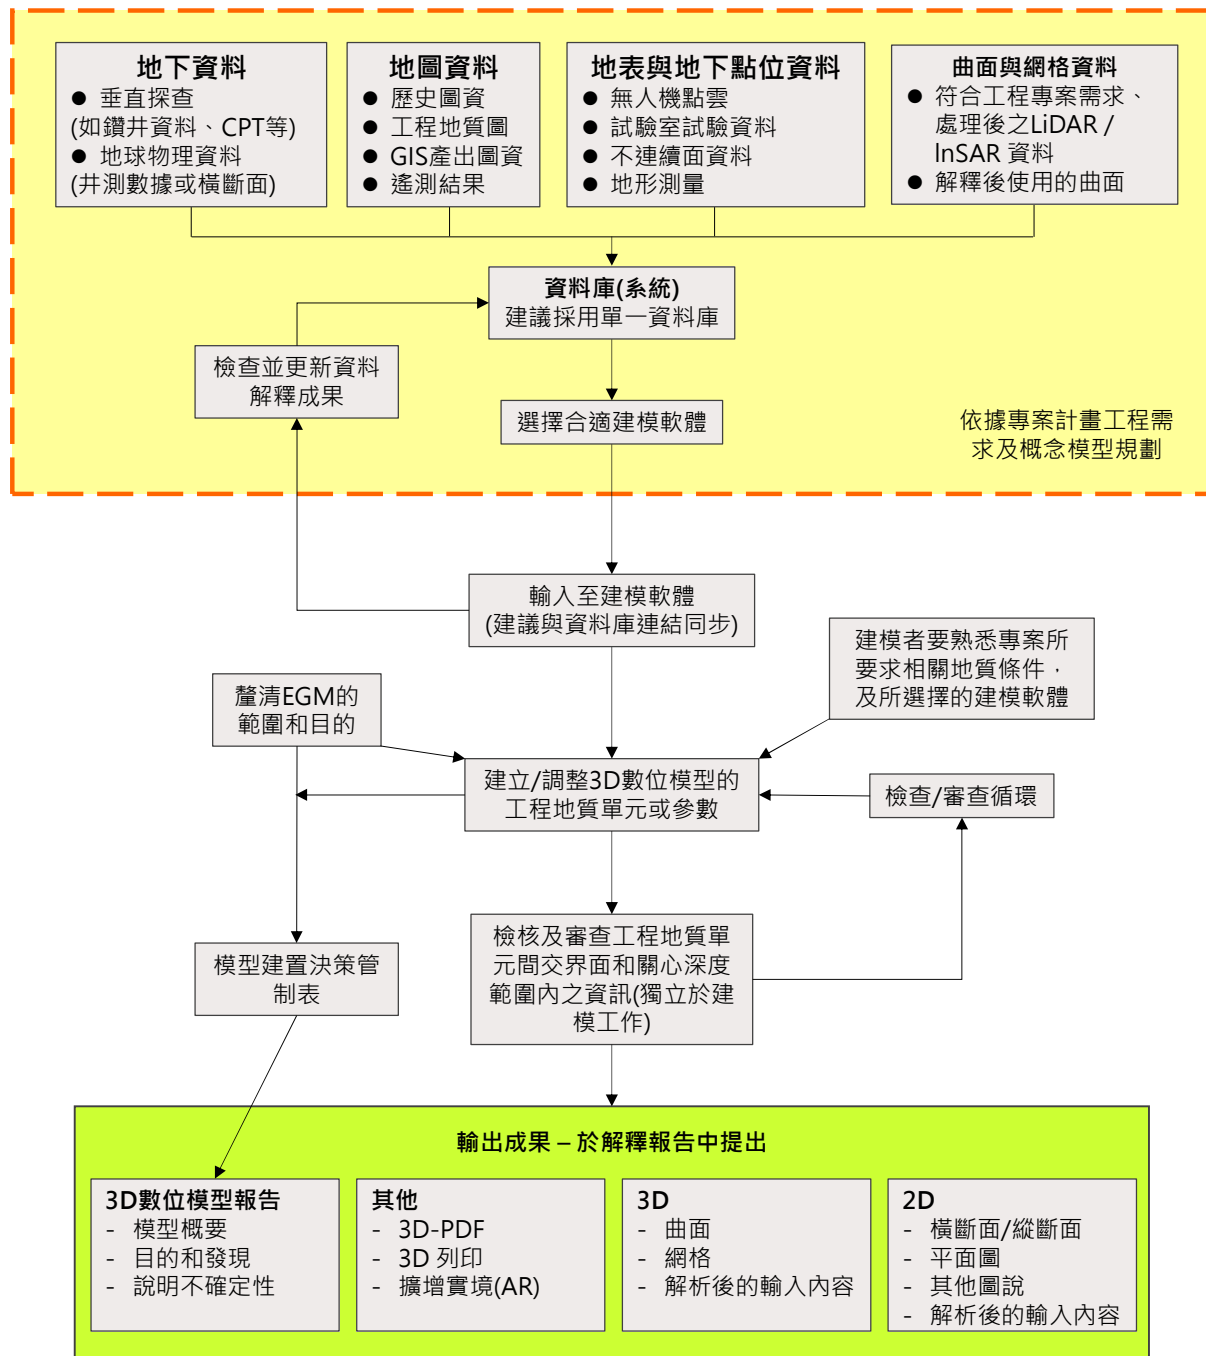 地下資料
● 垂直探查
(如鑽井資料、CPT等)
● 地球物理資料
(井測數據或橫斷面)
地圖資料
● 歷史圖資
● 工程地質圖
● GIS產出圖資
● 遙測結果
地表與地下點位資料
● 無人機點雲
● 試驗室試驗資料
● 不連續面資料
● 地形測量
曲面與網格資料
● 符合工程專案需求、
處理後之LiDAR /
InSAR 資料
● 解釋後使用的曲面
資料庫(系統)
建議採用單一資料庫
檢查並更新資料
解釋成果
選擇合適建模軟體
依據專案計畫工程需
求及概念模型規劃
輸入至建模軟體
(建議與資料庫連結同步)
建模者要熟悉專案所
要求相關地質條件，
及所選擇的建模軟體
釐清EGM的
範圍和目的
建立/調整3D數位模型的
工程地質單元或參數
檢查/審查循環
檢核及審查工程地質單
元間交界面和關心深度
範圍內之資訊(獨立於建
模工作)
模型建置決策管
制表
輸出成果 – 於解釋報告中提出
3D數位模型報告
- 模型概要
- 目的和發現
- 說明不確定性
其他
- 3D-PDF
- 3D 列印
- 擴增實境(AR)
3D
- 曲面
- 網格
- 解析後的輸入內容
2D
- 橫斷面/縱斷面
- 平面圖
- 其他圖說
- 解析後的輸入內容